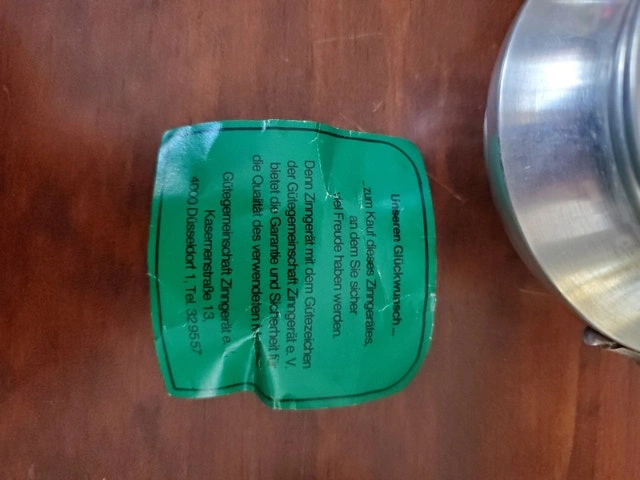 Unseren Glückwunsch...
zum Kauf dieses Zinngerätes,
an dem Sie sicher
viel Freude haben werden.
Denn Zinngerät mit dem Gütezeichen
der Gütegemeinschaft Zinngerät e. V.
bietet die Garantie und Sicherheit für
die Qualität des verwendeten
Gütegemeinschaft Zinngerät e.
Kasernenstraße 13,
4000 Düsseldorf 1, Tel. 32 95 57